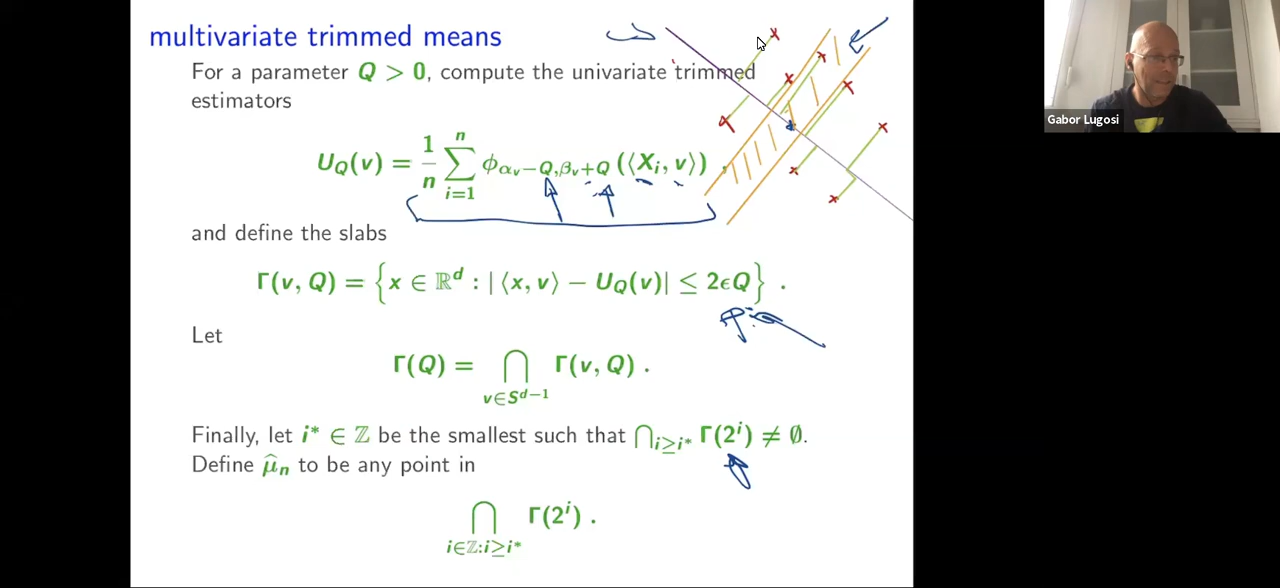 multivariate trimmed means
For a parameter Q > 0, compute the univariate trimmed
estimators
U_Q(v) = 1/n ∑_{i=1}^{n} ϕ_{α_v−Q,β_v+Q} (⟨X_i, v⟩) .
and define the slabs
Γ(v, Q) = {x ∈ ℝ^d : | ⟨x, v⟩ − U_Q(v)| ≤ 2ϵQ} .
Let
Γ(Q) = ⋂_{v∈S^{d−1}} Γ(v, Q) .
Finally, let i* ∈ ℤ be the smallest such that ⋂_{i≥i*} Γ(2^i) ≠ ∅.
Define μ̂_n to be any point in
⋂_{i∈ℤ:i≥i*} Γ(2^i) .
Gabor Lugosi